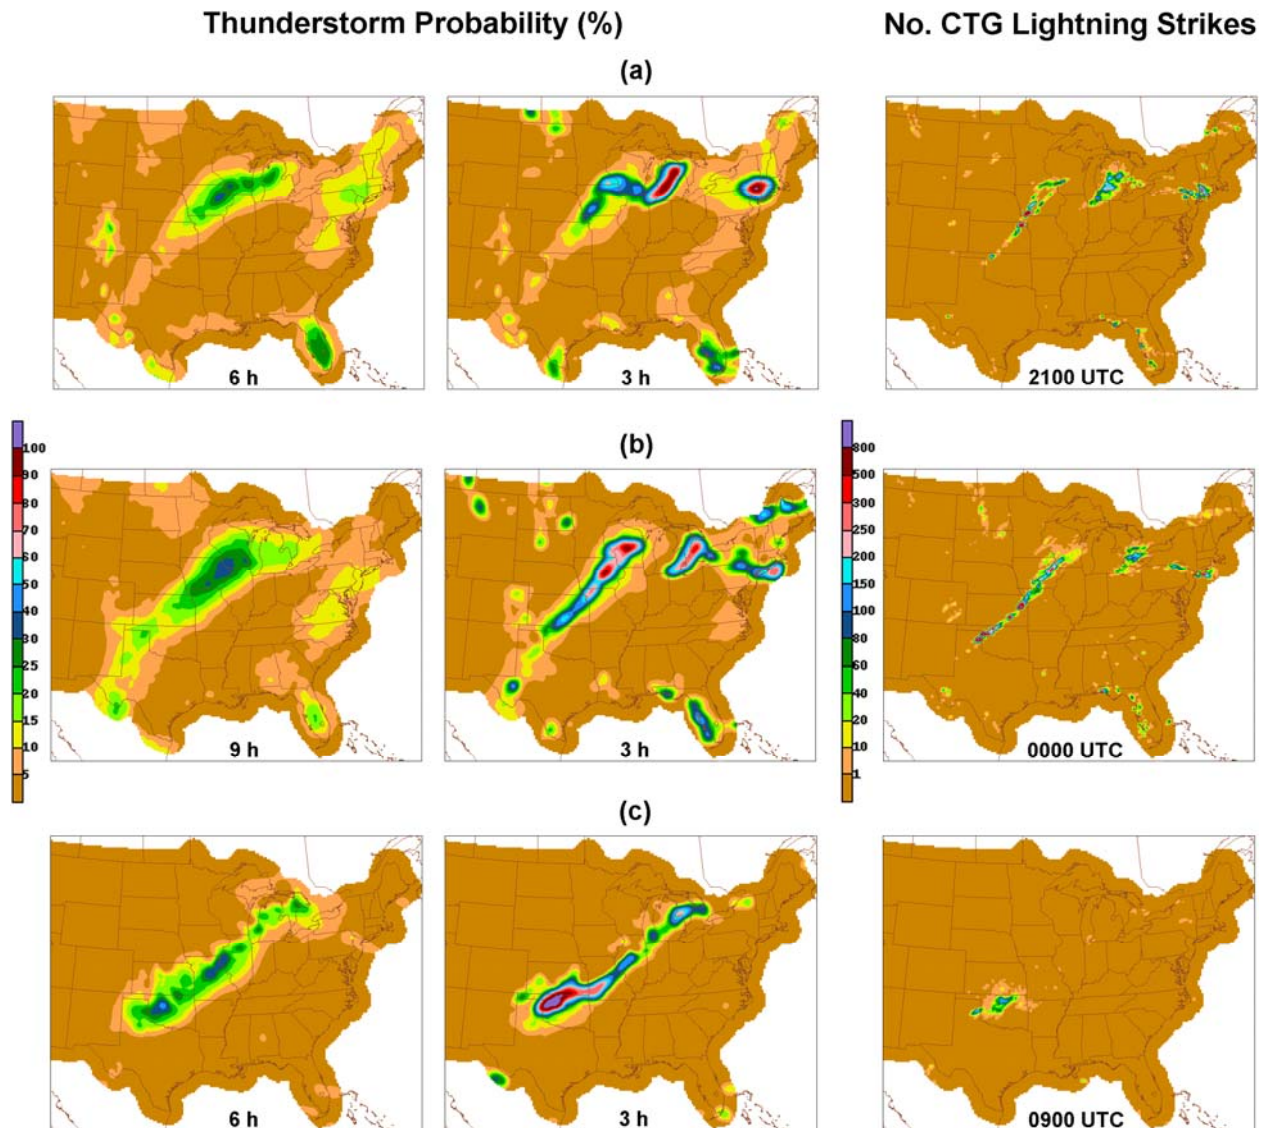 Thunderstorm Probability (%)
No. CTG Lightning Strikes
(a)
6 h
3 h
2100 UTC
(b)
100
90
80
70
60
50
40
30
25
20
15
10
5
9 h
3 h
800
500
300
250
200
150
100
80
60
40
20
10
1
0000 UTC
(c)
6 h
3 h
0900 UTC